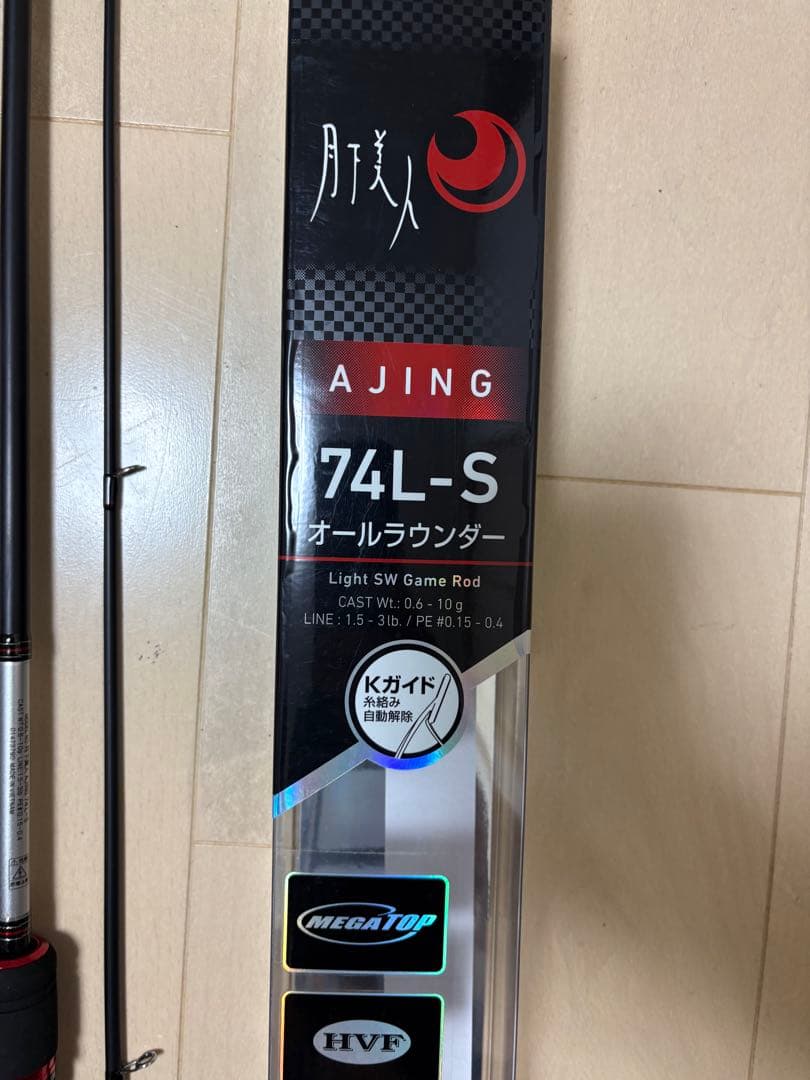 月下美人
AJING
74L-S
オールラウンダー
Light SW Game Rod
CAST Wt.: 0.6 - 10 g
LINE : 1.5 - 3 lb. / PE #0.15 - 0.4
Kガイド
糸絡み
自動解除
MEGATOP
HVF